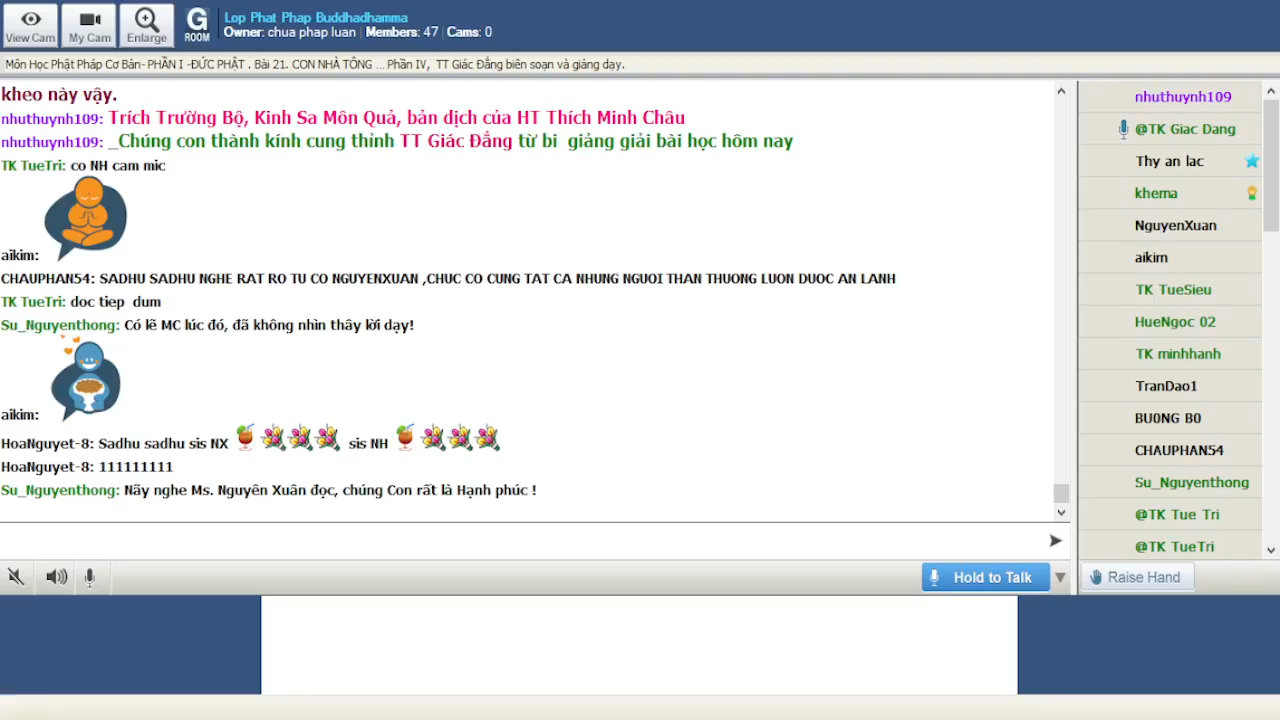 View Cam
My Cam
Enlarge
G
ROOM
Lop Phat Phap Buddhadhamma
Owner: chua phap luan | Members: 47 | Cams: 0
Môn Học Phật Pháp Cơ Bản- PHẦN I -ĐỨC PHẬT . Bài 21. CON NHÀ TÔNG ... Phần IV, TT Giác Đẳng biên soạn và giảng dạy.
kheo này vậy.
nhuthuynh109: Trích Trường Bộ, Kinh Sa Môn Quả, bản dịch của HT Thích Minh Châu
nhuthuynh109: _Chúng con thành kính cung thỉnh TT Giác Đẳng từ bi giảng giải bài học hôm nay
TK TueTri: co NH cam mic
aikim:
CHAUPHAN54: SADHU SADHU NGHE RAT RO TU CO NGUYENXUAN ,CHUC CO CUNG TAT CA NHUNG NGUOI THAN THUONG LUON DUOC AN LANH
TK TueTri: doc tiep dum
Su_Nguyenthong: Có lẽ MC lúc đó, đã không nhìn thây lời dạy!
aikim:
HoaNguyet-8: Sadhu sadhu sis NX sis NH
HoaNguyet-8: 111111111
Su_Nguyenthong: Nãy nghe Ms. Nguyên Xuân đọc, chúng Con rất là Hạnh phúc !
nhuthuynh109
@TK Giac Dang
Thy an lac
khema
NguyenXuan
aikim
TK TueSieu
HueNgoc 02
TK minhhanh
TranDao1
BU0NG B0
CHAUPHAN54
Su_Nguyenthong
@TK Tue Tri
@TK TueTri
Hold to Talk
Raise Hand